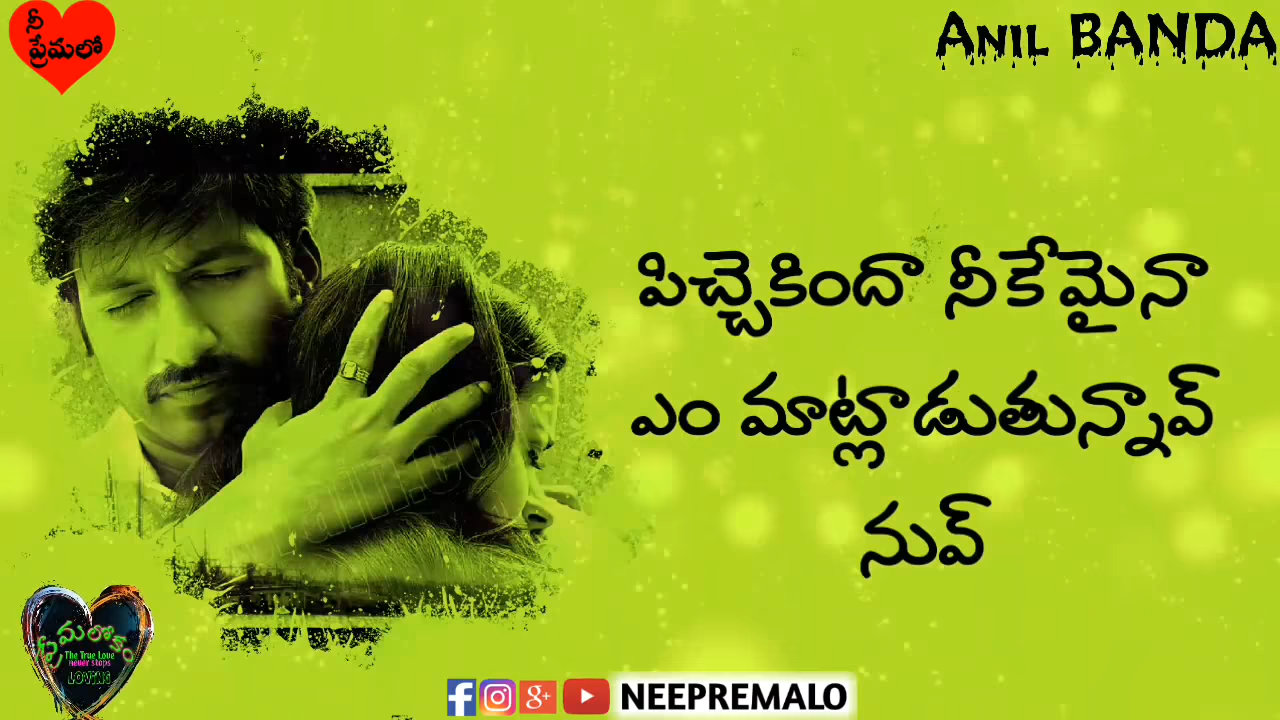 నీ
ప్రేమలో
Anil BANDA
పిచ్చెకిందా నీకేమైనా
ఎం మాట్లాడుతున్నావ్
నువ్
ప్రేమలోకం
The True Love
never stops
LOVING
NEEPREMALO